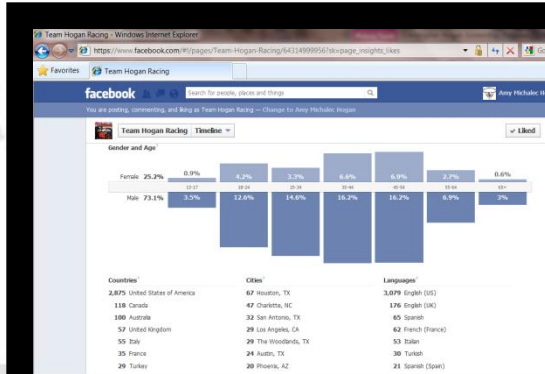 Team Hogan Racing - Windows Internet Explorer
https://www.facebook.com/#!/pages/Team-Hogan-Racing/64114999956?sk=page_insights_likes
Favorites Team Hogan Racing
facebook Search for people, places and things Amy Michalec H
You are posting, commenting, and liking as Team Hogan Racing — Change to Amy Michalec Hogan
Team Hogan Racing Timeline Liked
Gender and Age?
Female 25.2% 0.9% 4.2% 3.3% 6.6% 6.9% 2.7% 0.6%
13-17 18-24 25-34 35-44 45-54 55-64 65+
Male 73.1% 3.5% 12.6% 14.6% 16.2% 16.2% 6.9% 3%
Countries? Cities? Languages?
2,875 United States of America 67 Houston, TX 3,079 English (US)
118 Canada 47 Charlotte, NC 176 English (UK)
100 Australia 32 San Antonio, TX 65 Spanish
57 United Kingdom 29 Los Angeles, CA 62 French (France)
55 Italy 29 The Woodlands, TX 53 Italian
35 France 24 Austin, TX 30 Turkish
29 Turkey 20 Phoenix, AZ 21 Spanish (Spain)